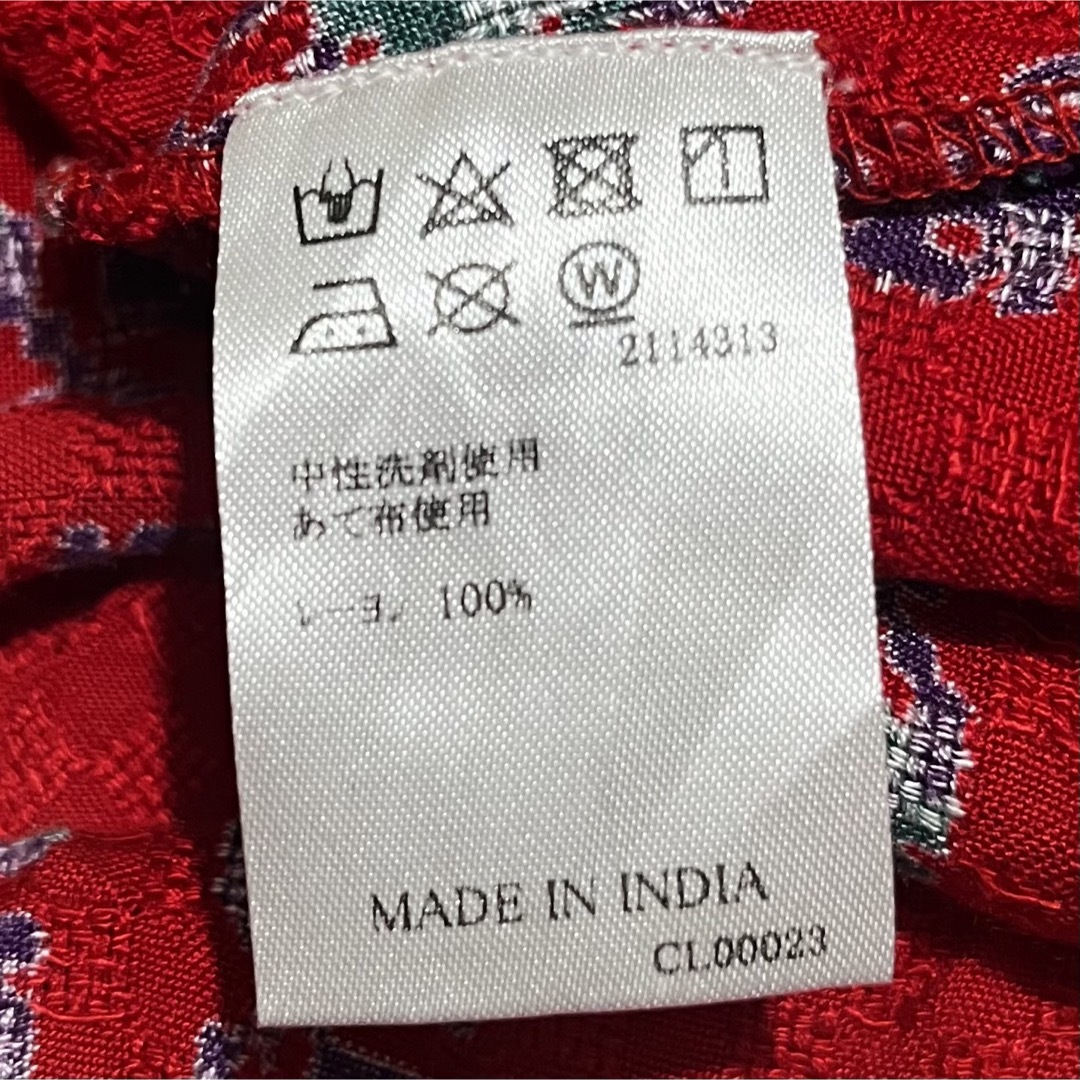 W
2114313
中性洗剤使用
あて布使用
レーヨン 100%
MADE IN INDIA
CL00023